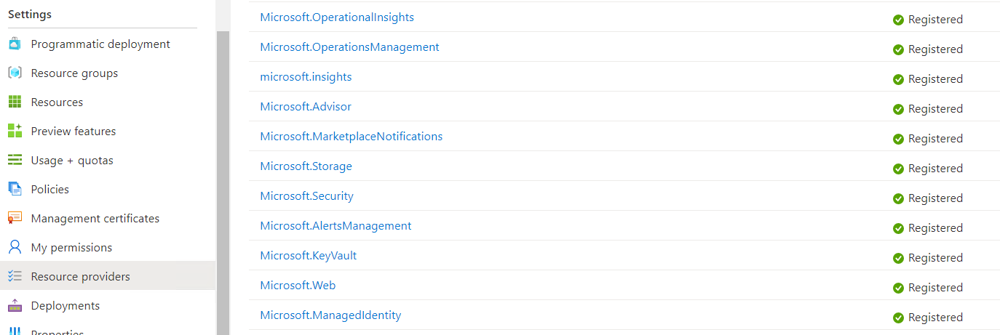 Settings
Programmatic deployment
Resource groups
Resources
Preview features
Usage + quotas
Policies
Management certificates
My permissions
Resource providers
Deployments
Properties
Microsoft.OperationalInsights Registered
Microsoft.OperationsManagement Registered
microsoft.insights Registered
Microsoft.Advisor Registered
Microsoft.MarketplaceNotifications Registered
Microsoft.Storage Registered
Microsoft.Security Registered
Microsoft.AlertsManagement Registered
Microsoft.KeyVault Registered
Microsoft.Web Registered
Microsoft.ManagedIdentity Registered